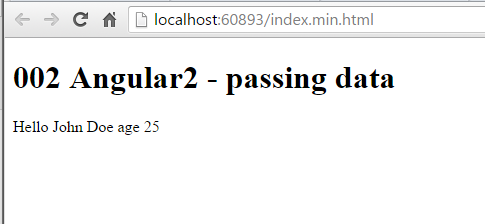 localhost:60893/index.min.html
002 Angular2 - passing data
Hello John Doe age 25